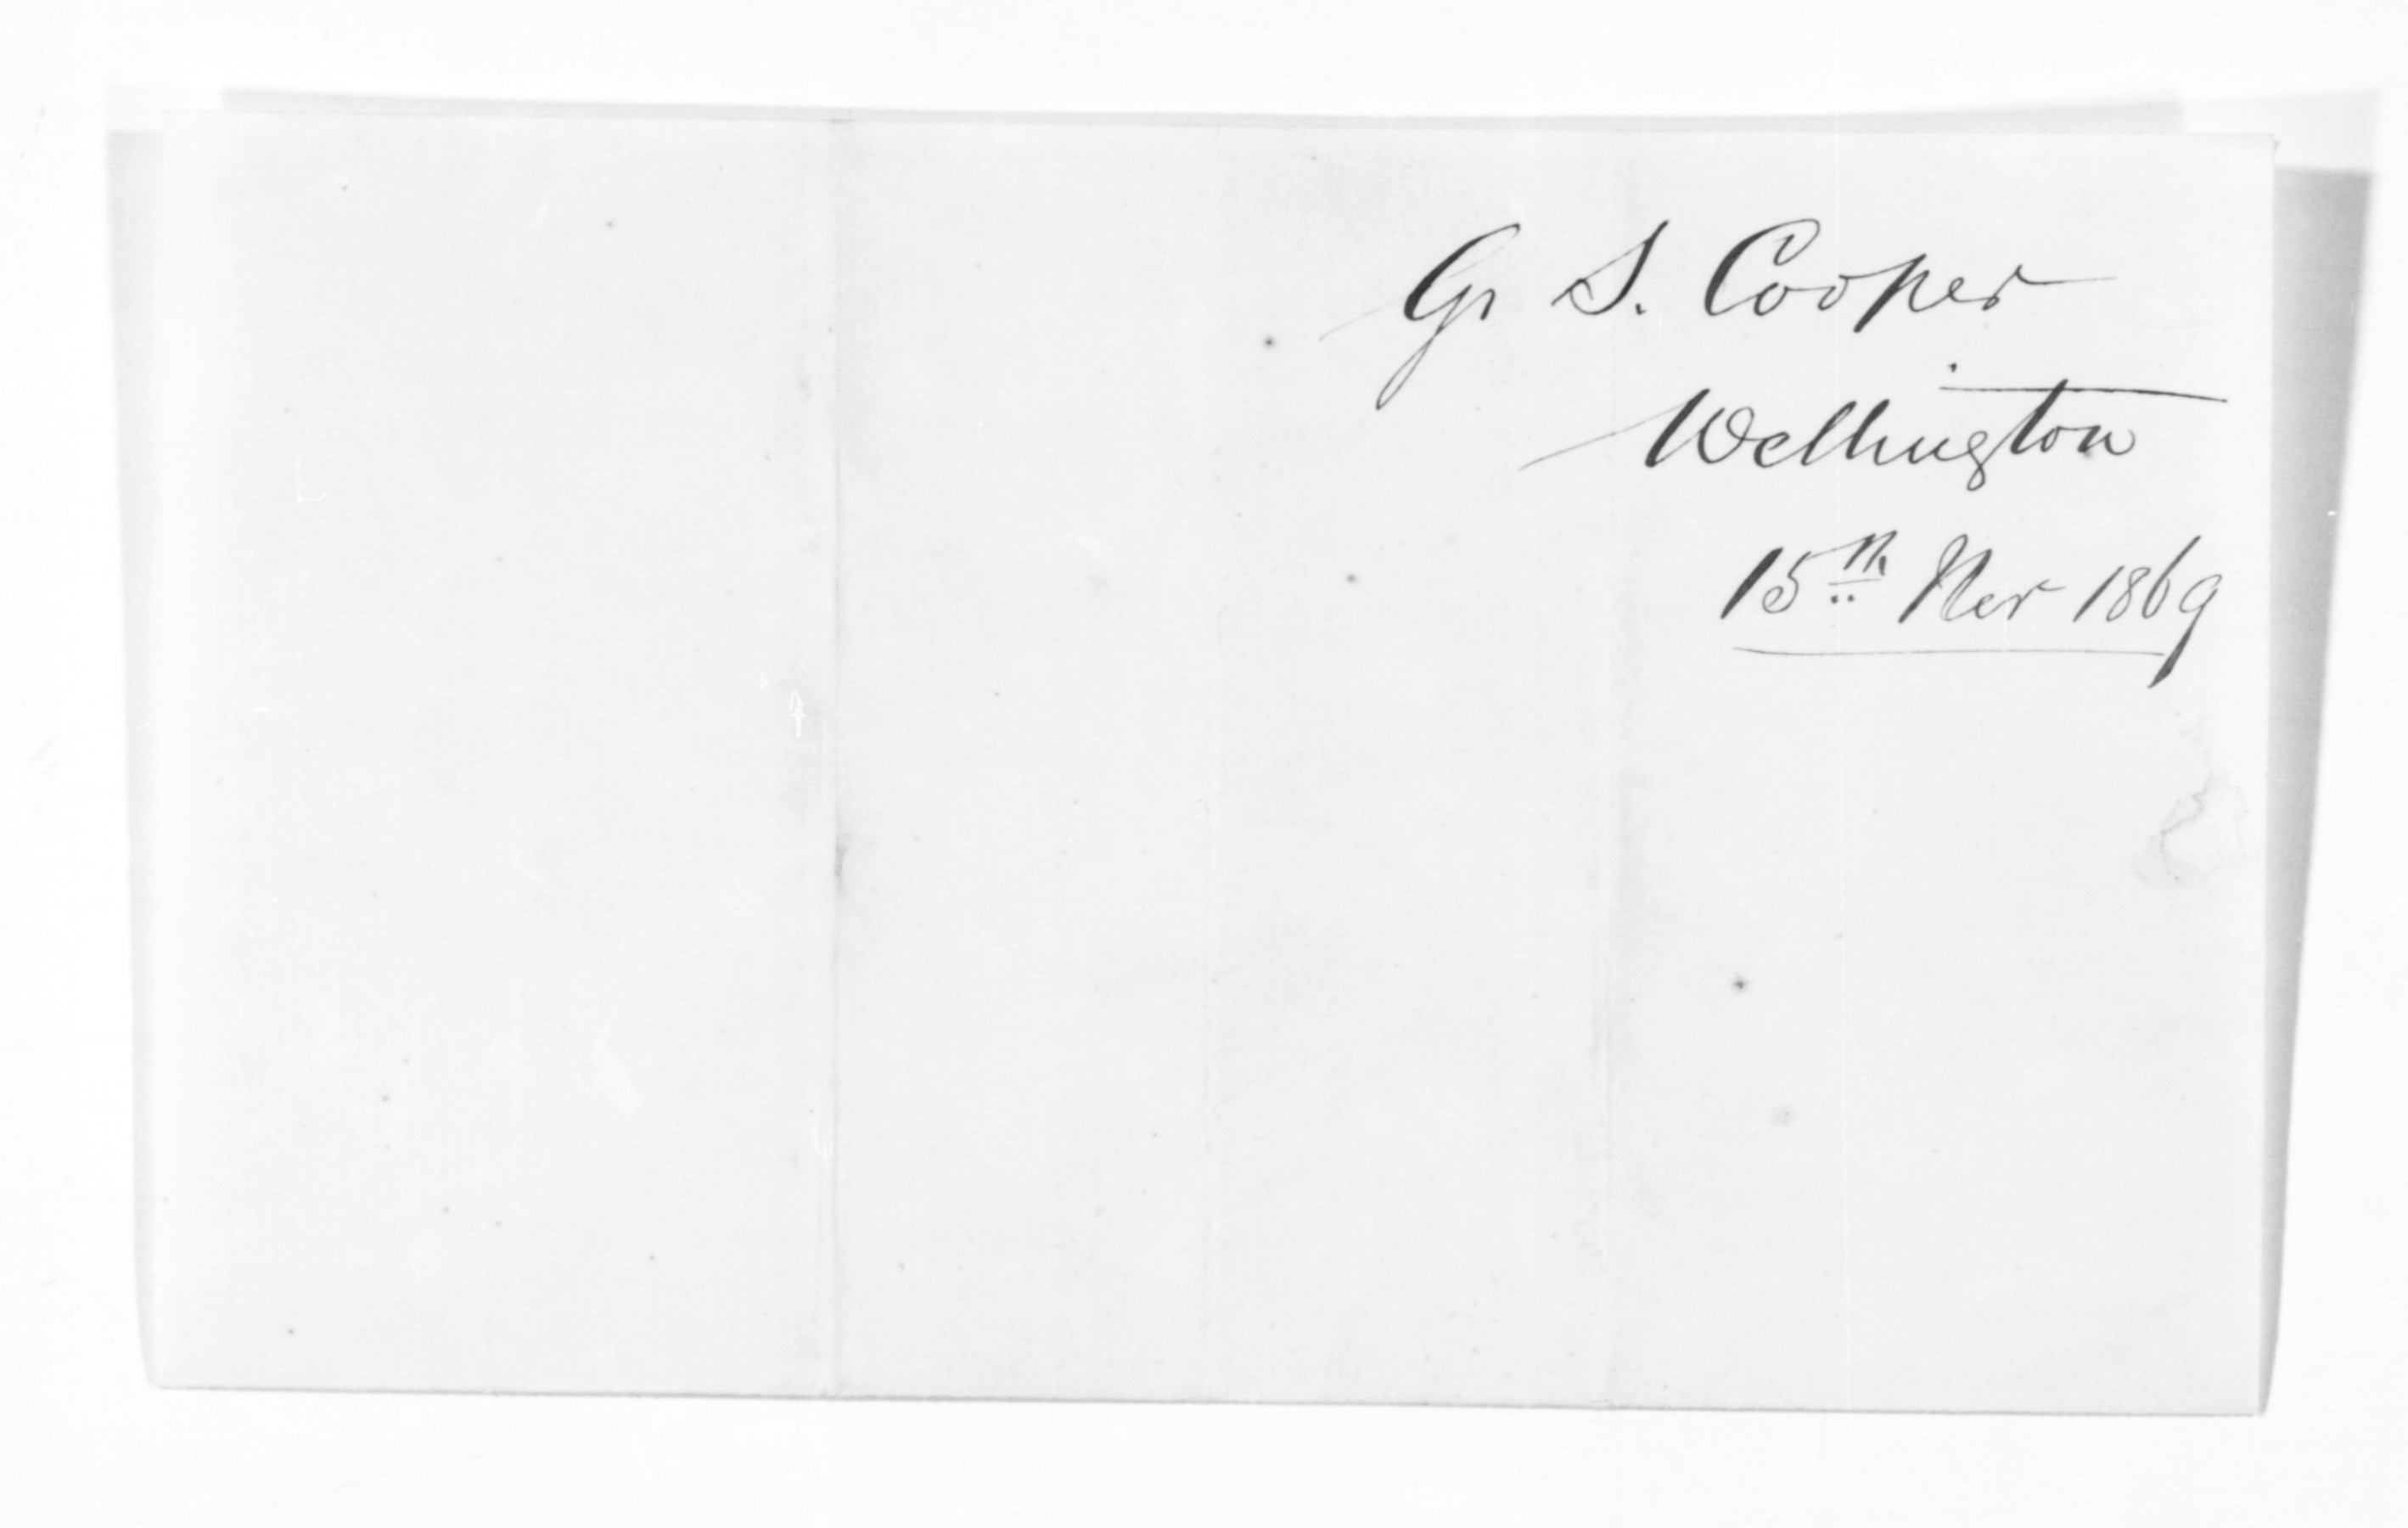 G. S. Cooper
Wellington
15th Nov 1869